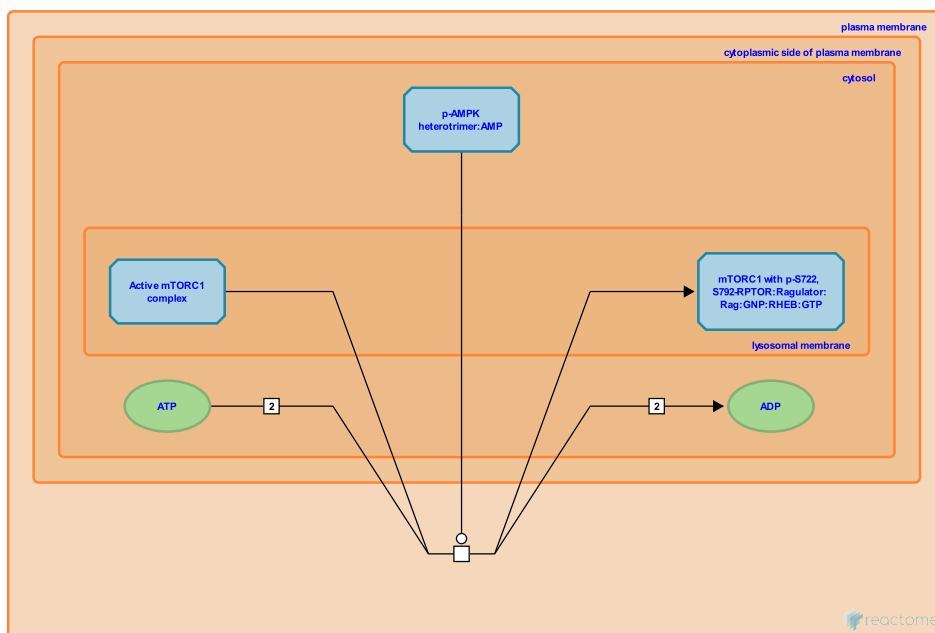 plasma membrane
cytoplasmic side of plasma membrane
cytosol
p-AMPK
heterotrimer:AMP
Active mTORC1
complex
mTORC1 with p-S722,
S792-RPTOR:Ragulator:
Rag:GNP:RHEB:GTP
lysosomal membrane
ATP
2
2
ADP
reactome